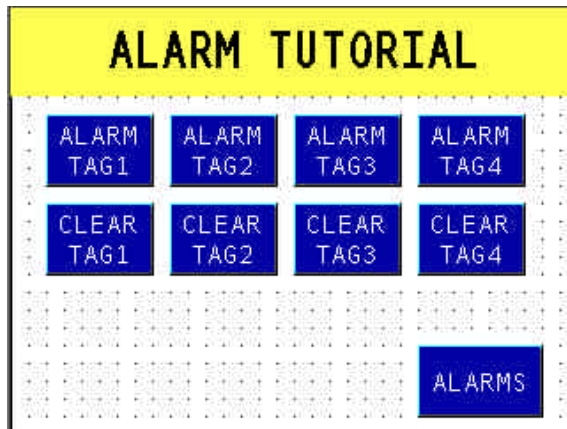 ALARM TUTORIAL
ALARM ALARM ALARM ALARM
TAG1 TAG2 TAG3 TAG4
CLEAR CLEAR CLEAR CLEAR
TAG1 TAG2 TAG3 TAG4
ALARMS